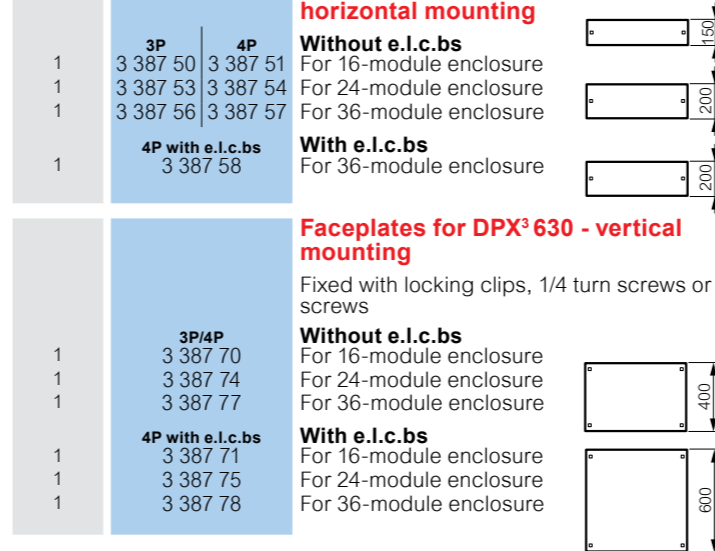 horizontal mounting
3P 4P Without e.l.c.bs
1 3 387 50 3 387 51 For 16-module enclosure
1 3 387 53 3 387 54 For 24-module enclosure
1 3 387 56 3 387 57 For 36-module enclosure
4P with e.l.c.bs With e.l.c.bs
1 3 387 58 For 36-module enclosure
150
200
200
Faceplates for DPX³ 630 - vertical
mounting
Fixed with locking clips, 1/4 turn screws or
screws
3P/4P Without e.l.c.bs
1 3 387 70 For 16-module enclosure
1 3 387 74 For 24-module enclosure
1 3 387 77 For 36-module enclosure
4P with e.l.c.bs With e.l.c.bs
1 3 387 71 For 16-module enclosure
1 3 387 75 For 24-module enclosure
1 3 387 78 For 36-module enclosure
400
600